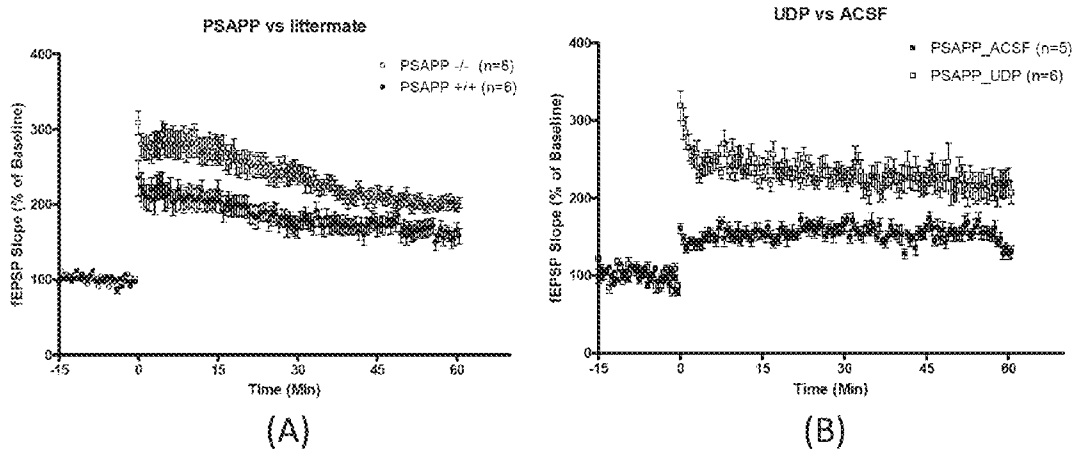 PSAPP vs littermate
PSAPP -/- (n=6)
PSAPP +/+ (n=6)
fEPSP Slope (% of Baseline)
400
300
200
100
0
-15 0 15 30 45 60
Time (Min)
(A)
UDP vs ACSF
PSAPP_ACSF (n=5)
PSAPP_UDP (n=6)
fEPSP Slope (% of Baseline)
400
300
200
100
0
-15 0 15 30 45 60
Time (Min)
(B)